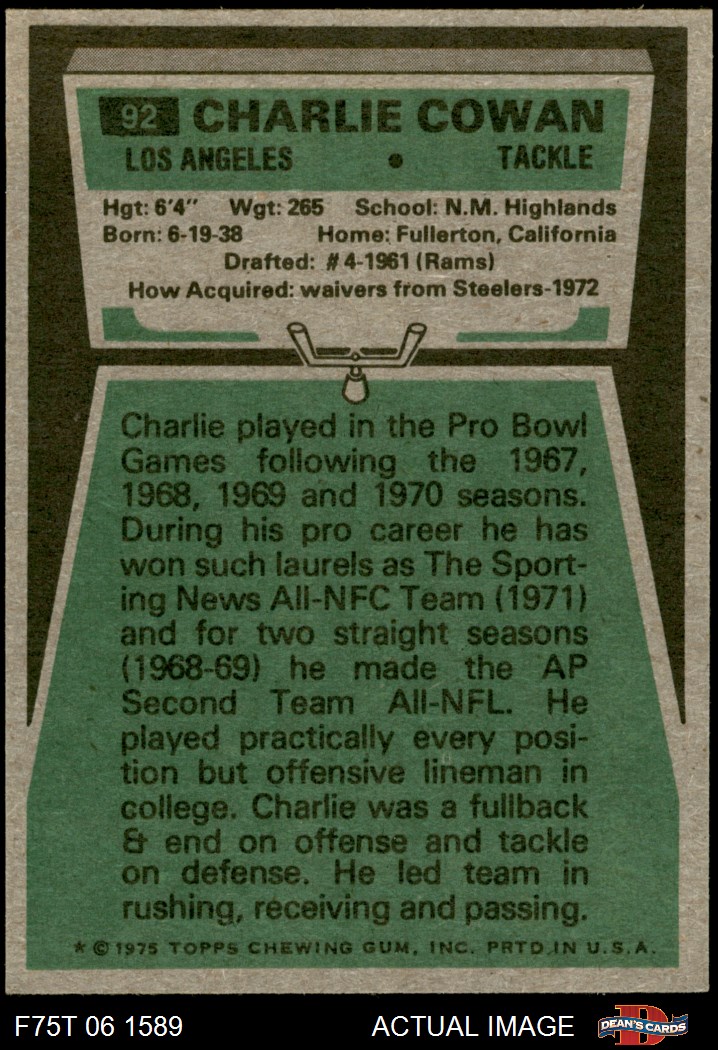 92 CHARLIE COWAN
LOS ANGELES • TACKLE
Hgt: 6'4" Wgt: 265 School: N.M. Highlands
Born: 6-19-38 Home: Fullerton, California
Drafted: #4-1961 (Rams)
How Acquired: waivers from Steelers-1972
Charlie played in the Pro Bowl
Games following the 1967,
1968, 1969 and 1970 seasons.
During his pro career he has
won such laurels as The Sport-
ing News All-NFC Team (1971)
and for two straight seasons
(1968-69) he made the AP
Second Team All-NFL. He
played practically every posi-
tion but offensive lineman in
college. Charlie was a fullback
& end on offense and tackle
on defense. He led team in
rushing, receiving and passing.
* © 1975 TOPPS CHEWING GUM, INC. PRTD. IN U.S.A.
F75T 06 1589 ACTUAL IMAGE D DEAN'S CARDS